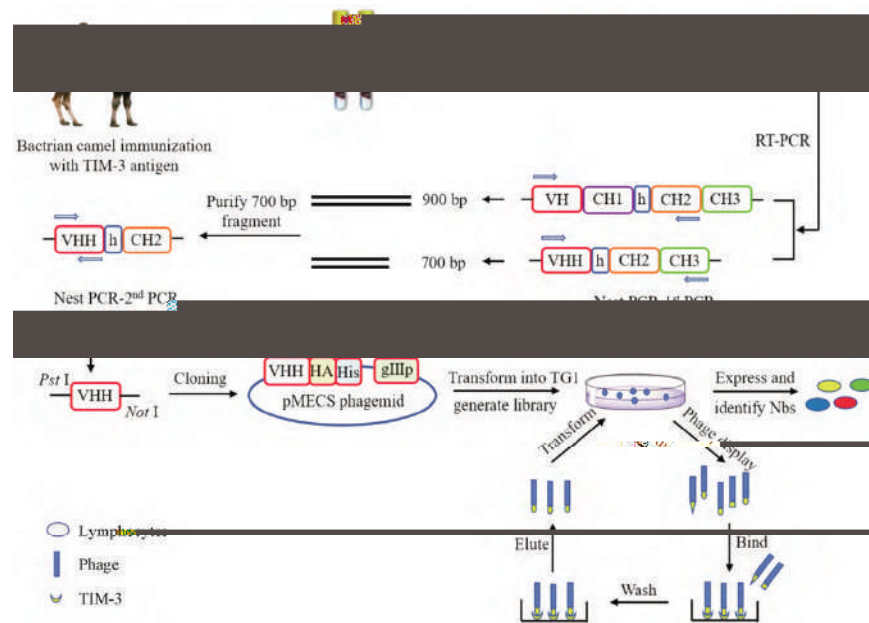 Bactrian camel immunization
with TIM-3 antigen
RT-PCR
Purify 700 bp
fragment
900 bp
VH CH1 h CH2 CH3
VHH h CH2
700 bp
VHH h CH2 CH3
Nest PCR-2nd PCR
Pst I
VHH
Not I
Cloning
VHH HA His gIIIp
pMECS phagemid
Transform into TG1
generate library
Express and
identify Nbs
Transform
Phage display
Lymphocytes
Phage
TIM-3
Elute
Bind
Wash